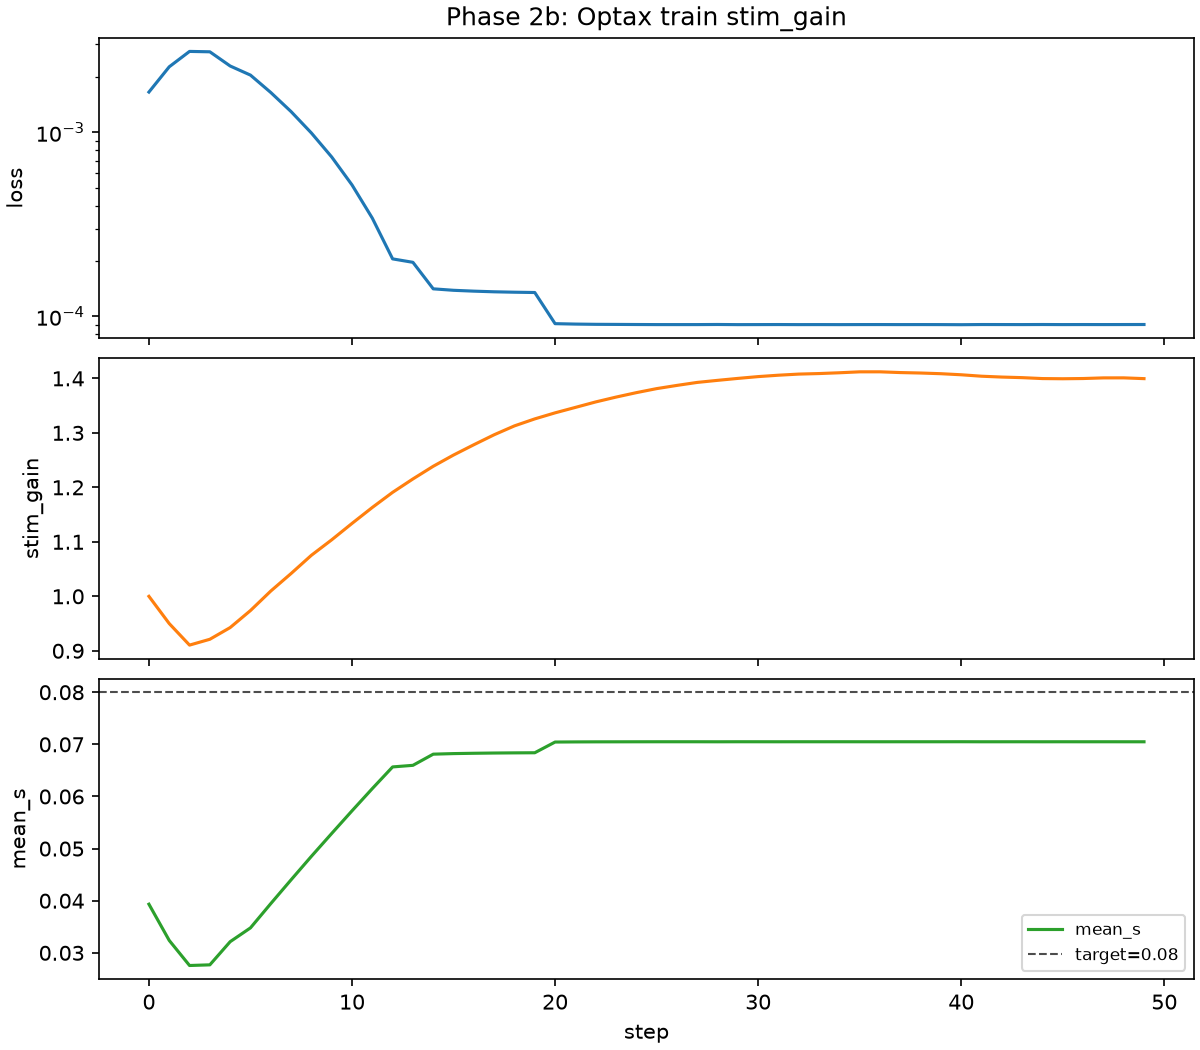 Phase 2b: Optax train stim_gain
loss
10⁻³
10⁻⁴
stim_gain
1.4
1.3
1.2
1.1
1.0
0.9
mean_s
0.08
0.07
0.06
0.05
0.04
0.03
mean_s
target=0.08
0 10 20 30 40 50
step